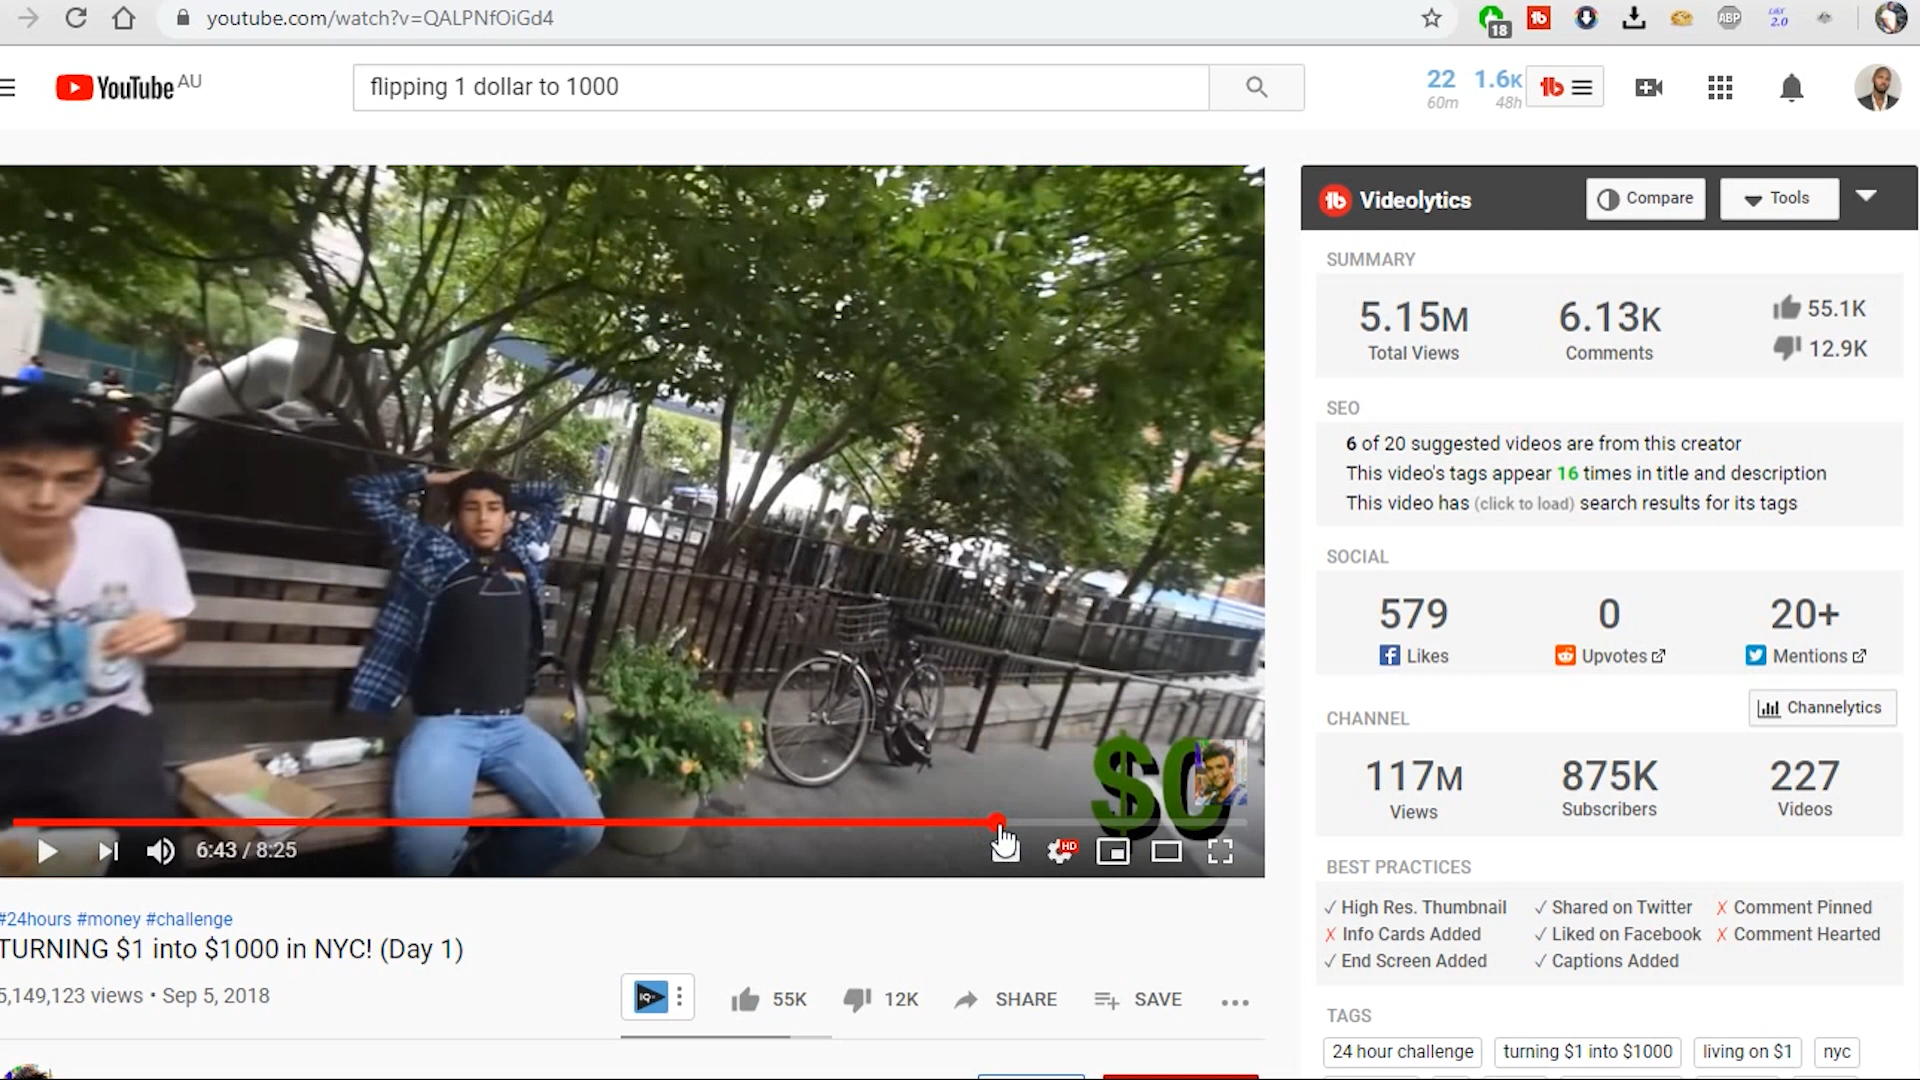 youtube.com/watch?v=QALPNfOiGd4
18
ABP
2.0
YouTube AU
flipping 1 dollar to 1000
22 1.6K
60m 48h
Videolytics
Compare
Tools
SUMMARY
5.15M
Total Views
6.13K
Comments
55.1K
12.9K
SEO
6 of 20 suggested videos are from this creator
This video's tags appear 16 times in title and description
This video has (click to load) search results for its tags
SOCIAL
579
Likes
0
Upvotes
20+
Mentions
CHANNEL
Channelytics
117M
Views
875K
Subscribers
227
Videos
BEST PRACTICES
✓ High Res. Thumbnail
✓ Shared on Twitter
✗ Comment Pinned
✗ Info Cards Added
✓ Liked on Facebook
✗ Comment Hearted
✓ End Screen Added
✓ Captions Added
TAGS
24 hour challenge
turning $1 into $1000
living on $1
nyc
6:43 / 8:25
HD
#24hours #money #challenge
TURNING $1 into $1000 in NYC! (Day 1)
5,149,123 views • Sep 5, 2018
IQ
55K
12K
SHARE
SAVE